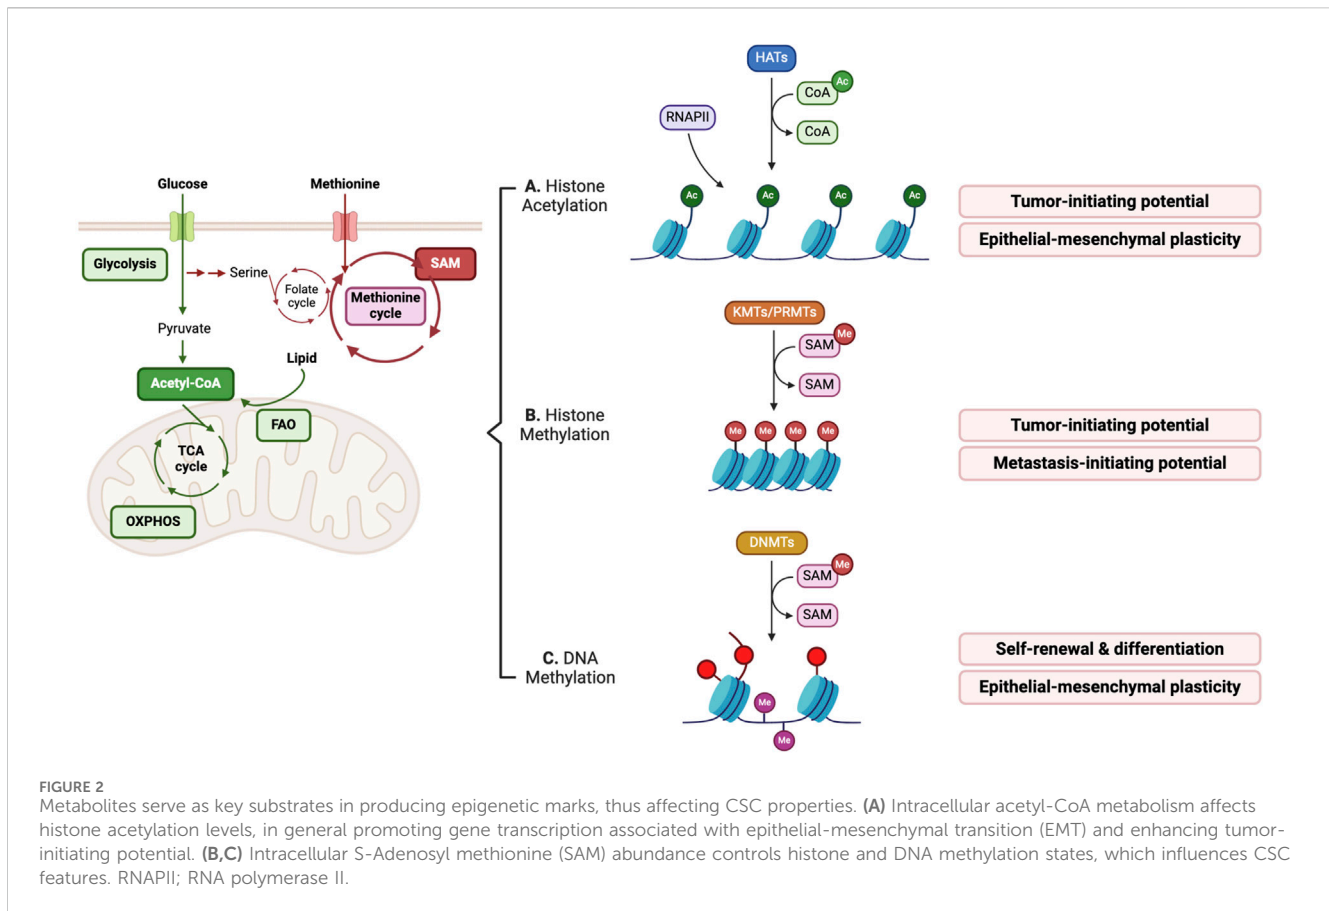 Glucose
Methionine
Glycolysis
Serine
Folate
cycle
Methionine
cycle
SAM
Pyruvate
Lipid
Acetyl-CoA
FAO
TCA
cycle
OXPHOS
A. Histone
Acetylation
HATs
CoA
Ac
CoA
RNAPII
Ac
Ac
Ac
Ac
Tumor-initiating potential
Epithelial-mesenchymal plasticity
B. Histone
Methylation
KMTs/PRMTs
SAM
Me
SAM
Me
Me
Me
Me
Tumor-initiating potential
Metastasis-initiating potential
C. DNA
Methylation
DNMTs
SAM
Me
SAM
Me
Me
Self-renewal & differentiation
Epithelial-mesenchymal plasticity
FIGURE 2
Metabolites serve as key substrates in producing epigenetic marks, thus affecting CSC properties. (A) Intracellular acetyl-CoA metabolism affects
histone acetylation levels, in general promoting gene transcription associated with epithelial-mesenchymal transition (EMT) and enhancing tumor-
initiating potential. (B,C) Intracellular S-Adenosyl methionine (SAM) abundance controls histone and DNA methylation states, which influences CSC
features. RNAPII; RNA polymerase II.